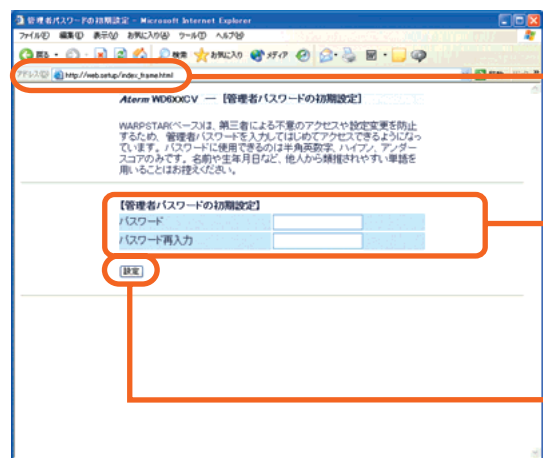 管理者パスワードの初期設定 - Microsoft Internet Explorer
ファイル(F) 編集(E) 表示(V) お気に入り(A) ツール(T) ヘルプ(H)
戻る 検索 お気に入り メディア
アドレス(D) http://web.setup/index_frame.html
Aterm WD6XXCV — [管理者パスワードの初期設定]
WARPSTAR(ベース)は、第三者による不意のアクセスや設定変更を防止
するため、管理者パスワードを入力してはじめてアクセスできるようになっ
ています。パスワードに使用できるのは半角英数字、ハイフン、アンダー
スコアのみです。名前や生年月日など、他人から類推されやすい単語を
用いることはお控えください。
【管理者パスワードの初期設定】
パスワード
パスワード再入力
設定